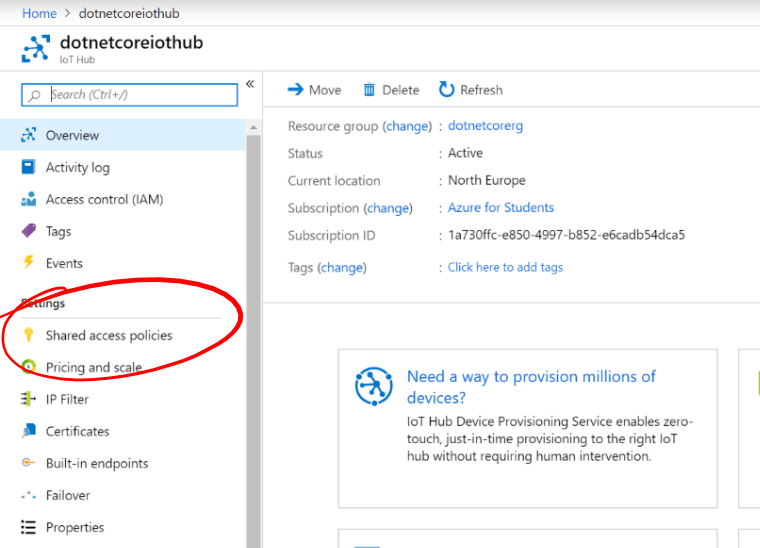 Home > dotnetcoreiothub
dotnetcoreiothub
IoT Hub
Search (Ctrl+/)
«
Overview
Activity log
Access control (IAM)
Tags
Events
Settings
Shared access policies
Pricing and scale
IP Filter
Certificates
Built-in endpoints
Failover
Properties
Move Delete Refresh
Resource group (change) : dotnetcorerg
Status : Active
Current location : North Europe
Subscription (change) : Azure for Students
Subscription ID : 1a730ffc-e850-4997-b852-e6cadb54dca5
Tags (change) : Click here to add tags
Need a way to provision millions of
devices?
IoT Hub Device Provisioning Service enables zero-
touch, just-in-time provisioning to the right IoT
hub without requiring human intervention.